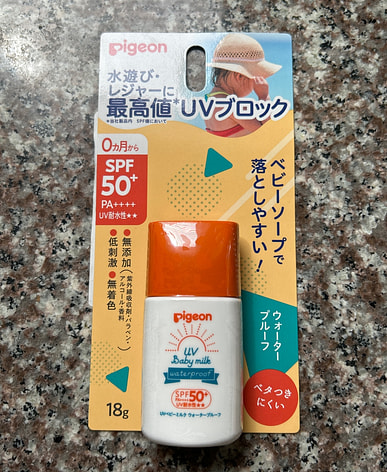 pigeon
水遊び・
レジャーに
最高値*UVブロック
*当社製品内 SPF値において
0ヵ月から
SPF
50+
PA++++
UV耐水性★★
ベビーソープで
落としやすい!
●無添加(紫外線吸収剤・パラベン・
アルコール・香料)
●低刺激 ●無着色
ウォーター
プルーフ
ベタつき
にくい
18g
pigeon
UV
Baby milk
waterproof
SPF50+
UV耐水性★★
UVベビーミルク ウォータープルーフ